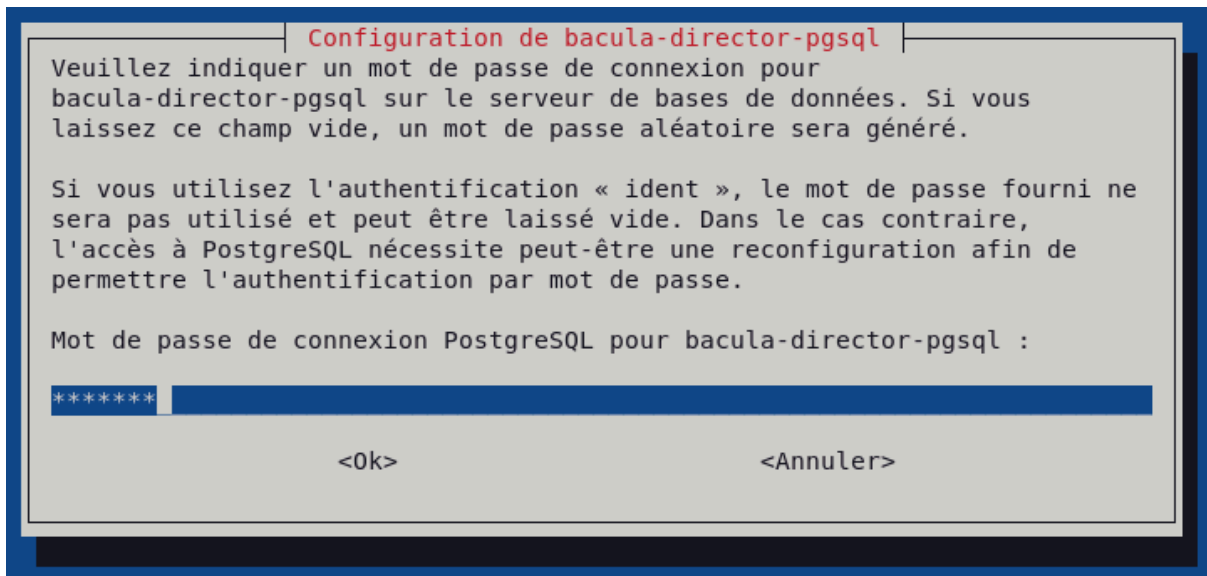 Configuration de bacula-director-pgsql
Veuillez indiquer un mot de passe de connexion pour
bacula-director-pgsql sur le serveur de bases de données. Si vous
laissez ce champ vide, un mot de passe aléatoire sera généré.
Si vous utilisez l'authentification « ident », le mot de passe fourni ne
sera pas utilisé et peut être laissé vide. Dans le cas contraire,
l'accès à PostgreSQL nécessite peut-être une reconfiguration afin de
permettre l'authentification par mot de passe.
Mot de passe de connexion PostgreSQL pour bacula-director-pgsql :
*******
<Ok> <Annuler>